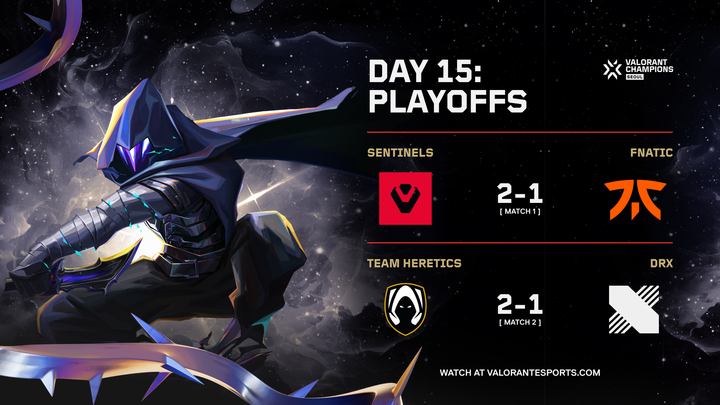 DAY 15:
PLAYOFFS
VALORANT
CHAMPIONS
SEOUL
SENTINELS
FNATIC
2-1
[ MATCH 1 ]
TEAM HERETICS
DRX
2-1
[ MATCH 2 ]
WATCH AT VALORANTESPORTS.COM